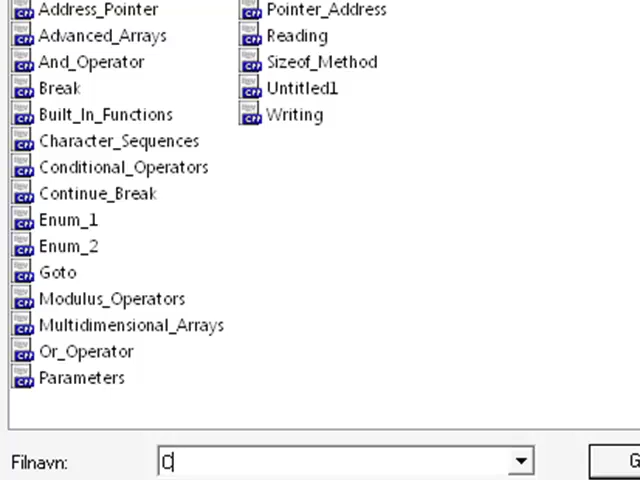 Address_Pointer
Advanced_Arrays
And_Operator
Break
Built_In_Functions
Character_Sequences
Conditional_Operators
Continue_Break
Enum_1
Enum_2
Goto
Modulus_Operators
Multidimensional_Arrays
Or_Operator
Parameters
Pointer_Address
Reading
Sizeof_Method
Untitled1
Writing
Filnavn: C
G